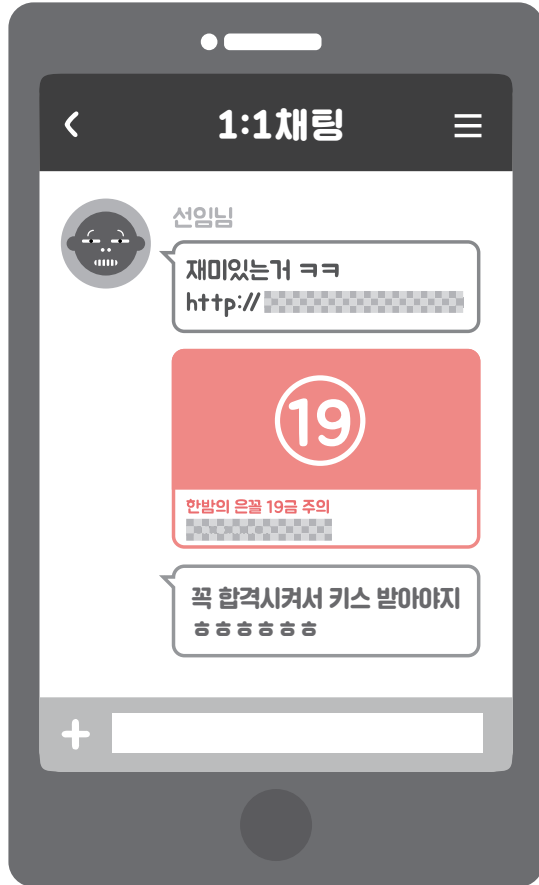 1:1채팅
선임님
재미있는거 ㅋㅋ
http://
19
한밤의 은꼴 19금 주의
꼭 합격시켜서 키스 받아야지
ㅎㅎㅎㅎㅎㅎ